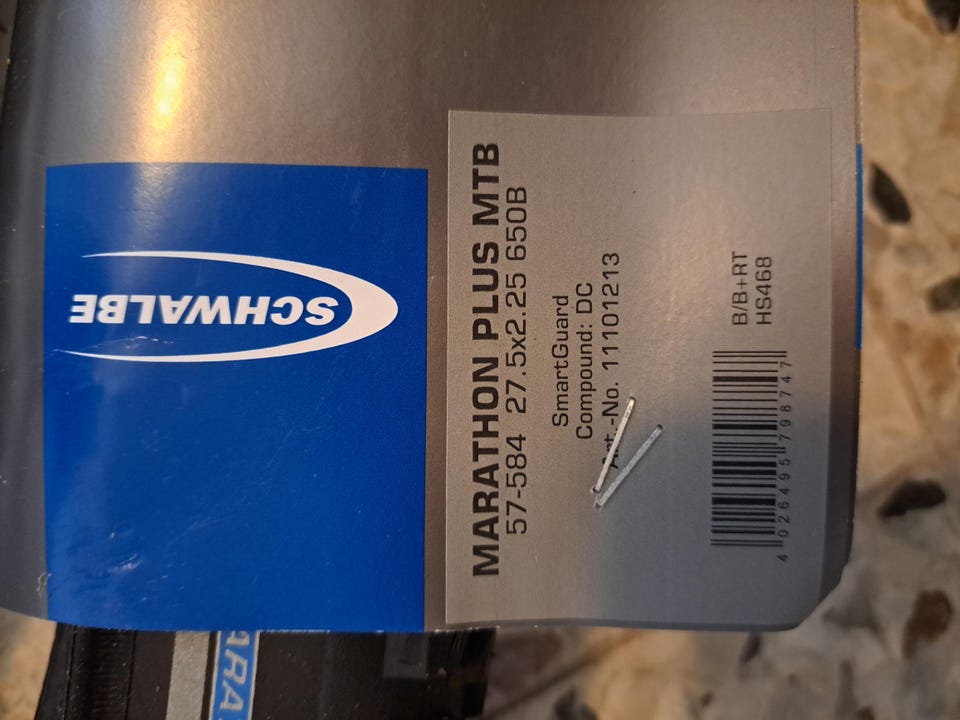 SCHWALBE
MARATHON PLUS MTB
57-584 27.5x2.25 650B
SmartGuard
Compound: DC
Art.-No. 11101213
B/B+RT
HS468
4026495798747
ARA